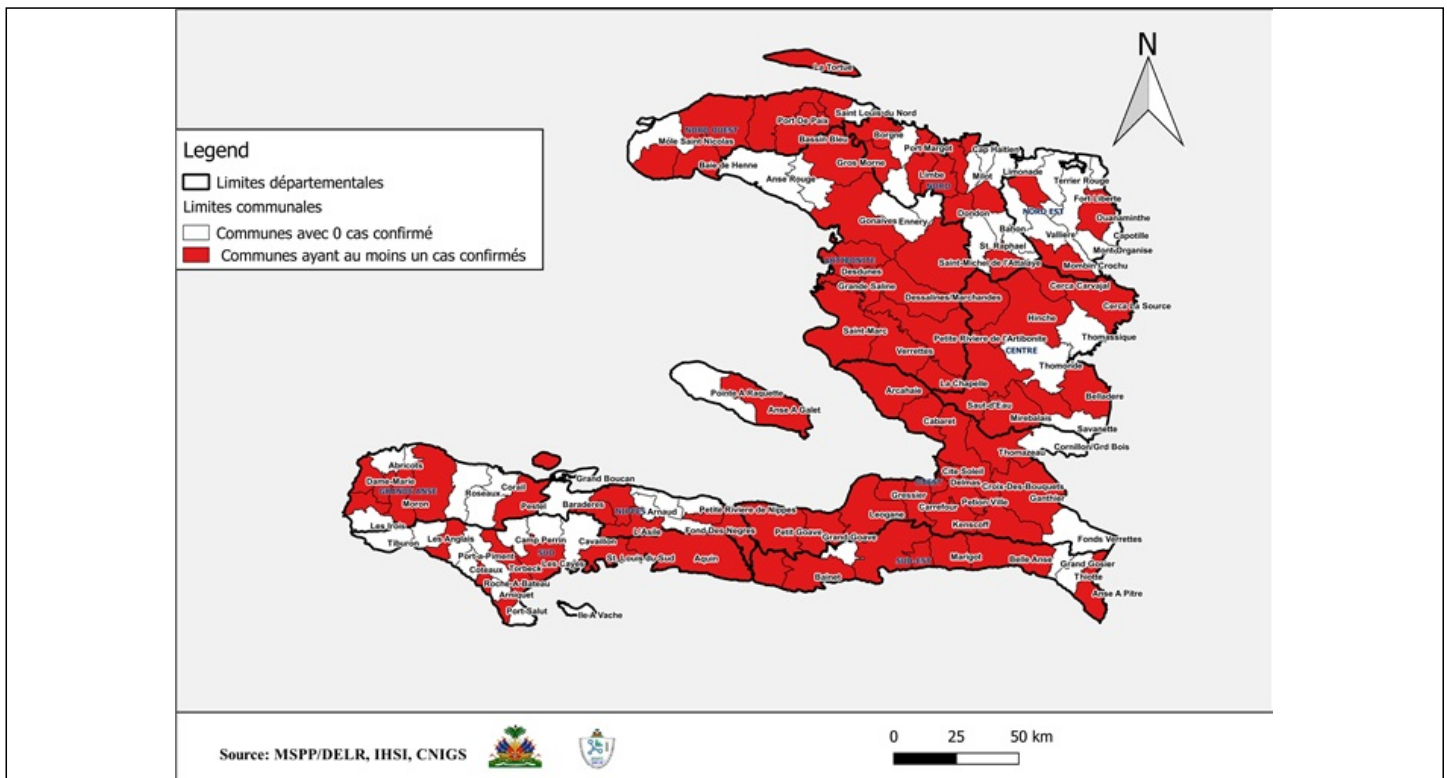 N
Legend
Limites départementales
Limites communales
Communes avec 0 cas confirmé
Communes ayant au moins un cas confirmés
La Tortue
Saint Louis du Nord
Port De Paix
NORD OUEST
Môle Saint Nicolas
Bassin Bleu
Borgne
Port Margot
Cap Haïtien
Baie de Henne
Gros Morne
Limbe
Milot
Limonade
Terrier Rouge
Anse Rouge
NORD
Fort Liberte
Dondon
NORD EST
Ouanaminthe
Gonaïves
Ennery
Bahon
Valliere
Capotille
St. Raphael
Mont-Organise
Saint-Michel de l'Attalaye
Mombin Crochu
ARTIBONITE
Desdunes
Grande Saline
Cerca Carvajal
Dessalines/Marchandes
Cerca La Source
Hinche
Saint-Marc
Petite Riviere de l'Artibonite
Thomassique
Verrettes
CENTRE
Thomonde
La Chapelle
Arcahaie
Belladere
Pointe A Raquette
Anse A Galet
Saut-d'Eau
Mirebalais
Cabaret
Savanette
Cornillon/Grd Bois
Thomazeau
Abricots
Cite Soleil
Grand Boucan
Dame-Marie
GRANDE ANSE
Corail
OUEST
Delmas
Croix-Des-Bouquets
Roseaux
Gressier
Ganthier
Moron
Pestel
Baraderes
NIPPES
Arnaud
Petite Riviere de Nippes
Leogane
Carrefour
Petion Ville
Kenscoff
Les Irois
Tiburon
Les Anglais
Camp Perrin
Cavaillon
L'Asile
Fond Des Negres
Petit Goave
Grand-Goave
Fonds Verrettes
Port-a-Piment
SUD
Les Cayes
St. Louis du Sud
Aquin
SUD EST
Marigot
Belle Anse
Coteaux
Torbeck
Grand Gosier
Roche-A-Bateau
Bainet
Thiotte
Arniquet
Anse A Pitre
Port-Salut
Ile A Vache
0 25 50 km
Source: MSPP/DELR, IHSI, CNIGS